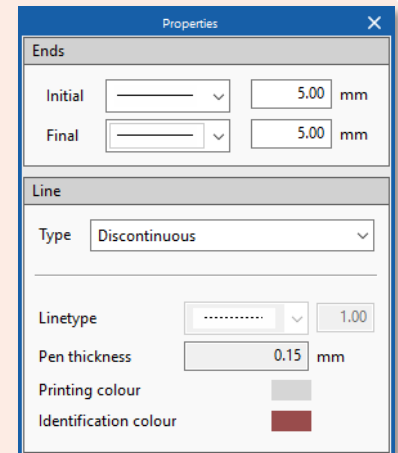 Properties
Ends
Initial 5.00 mm
Final 5.00 mm
Line
Type Discontinuous
Linetype 1.00
Pen thickness 0.15 mm
Printing colour
Identification colour